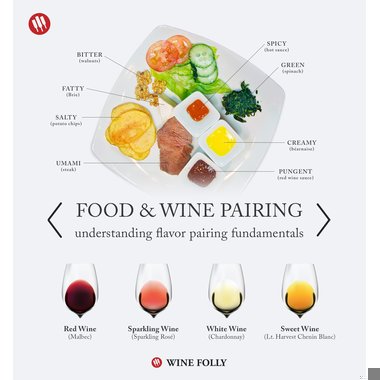 SPICY
(hot sauce)
BITTER
(walnuts)
GREEN
(spinach)
FATTY
(Brie)
SALTY
(potato chips)
CREAMY
(béarnaise)
UMAMI
(steak)
PUNGENT
(red wine sauce)
FOOD & WINE PAIRING
understanding flavor pairing fundamentals
Red Wine
(Malbec)
Sparkling Wine
(Sparkling Rosé)
White Wine
(Chardonnay)
Sweet Wine
(Lt. Harvest Chenin Blanc)
WINE FOLLY